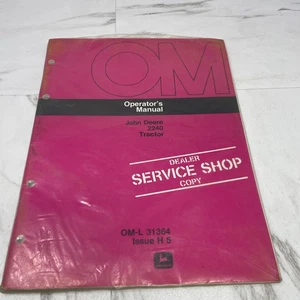 OM
Operator's
Manual
John Deere
2240
Tractor
DEALER
SERVICE SHOP
COPY
OM-L 31364
Issue H 5